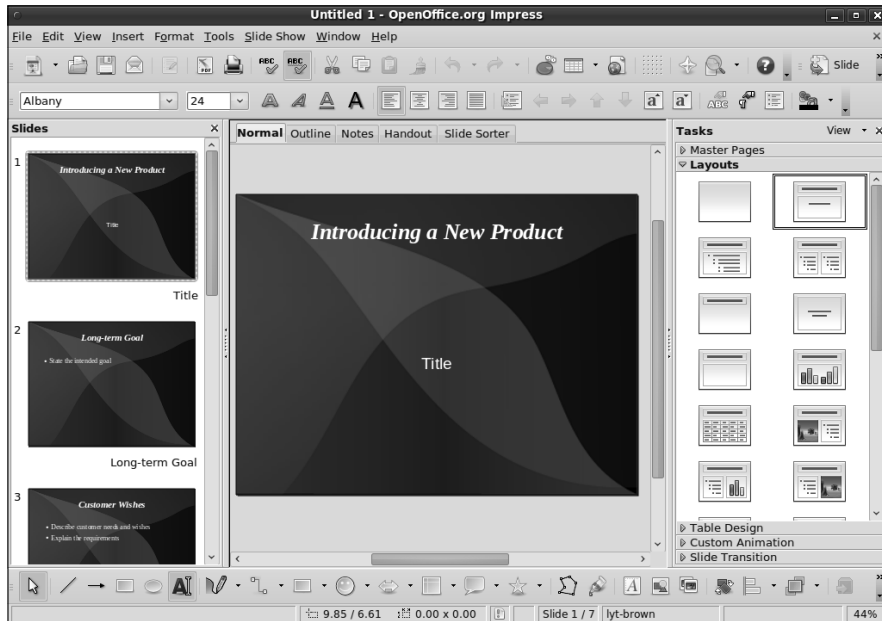 Untitled 1 - OpenOffice.org Impress
File Edit View Insert Format Tools Slide Show Window Help
PDF ABC ABC Slide
Albany 24 A A A A a a ABC
Slides
Normal Outline Notes Handout Slide Sorter
Tasks View
Master Pages
Layouts
1
Introducing a New Product
Title
Title
2
Long-term Goal
• State the intended goal
Long-term Goal
3
Customer Wishes
• Describe customer needs and wishes
• Explain the requirements
Introducing a New Product
Title
Table Design
Custom Animation
Slide Transition
9.85 / 6.61 0.00 x 0.00 Slide 1 / 7 lyt-brown 44%